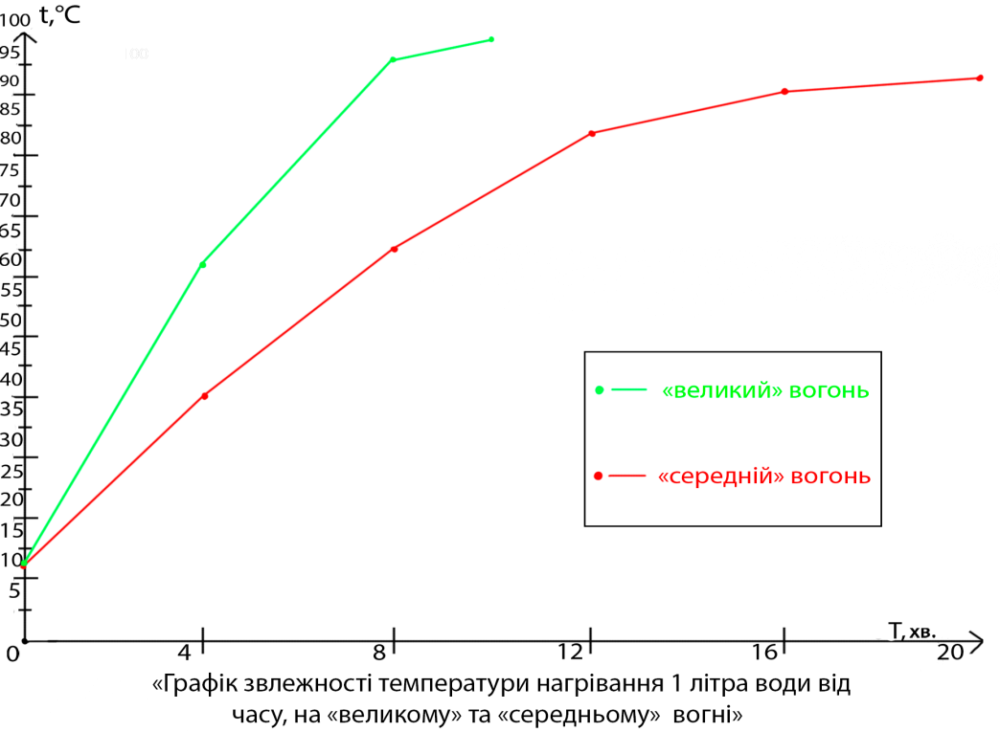 100 t,°C
95
90
85
80
75
70
65
60
55
50
45
40
35
30
25
20
15
10
5
«великий» вогонь
«середній» вогонь
T, хв.
0 4 8 12 16 20
«Графік звлежності температури нагрівання 1 літра води від
часу, на «великому» та «середньому» вогні»